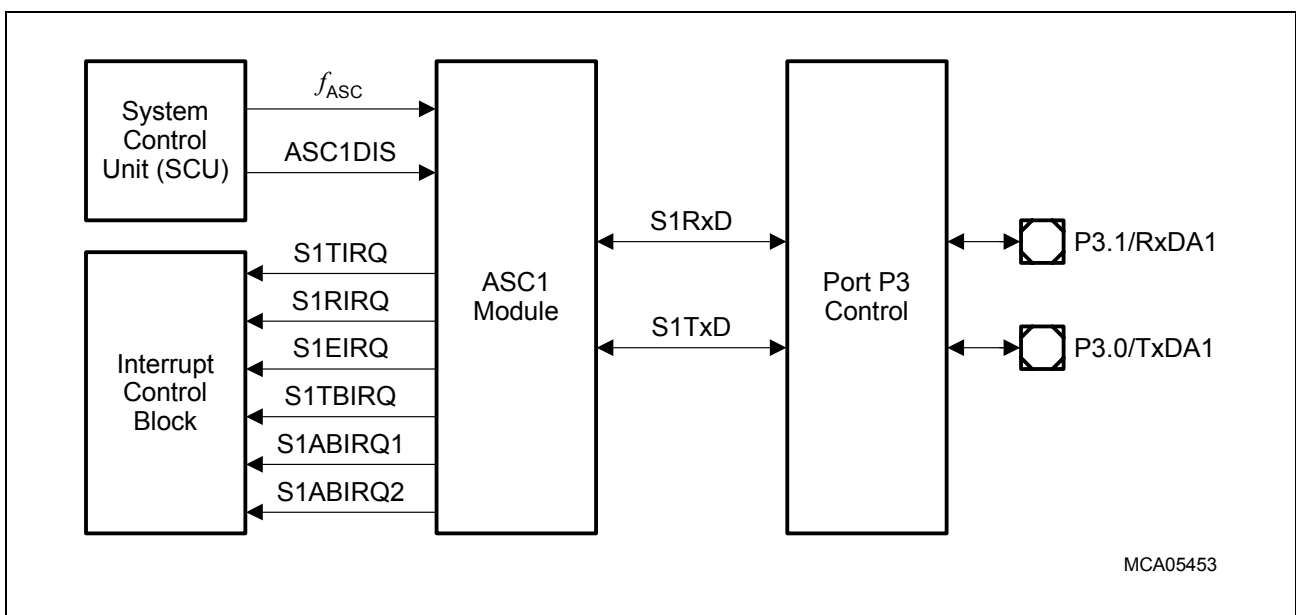 System
Control
Unit (SCU)
fASC
ASC1DIS
Interrupt
Control
Block
S1TIRQ
S1RIRQ
S1EIRQ
S1TBIRQ
S1ABIRQ1
S1ABIRQ2
ASC1
Module
S1RxD
S1TxD
Port P3
Control
P3.1/RxDA1
P3.0/TxDA1
MCA05453